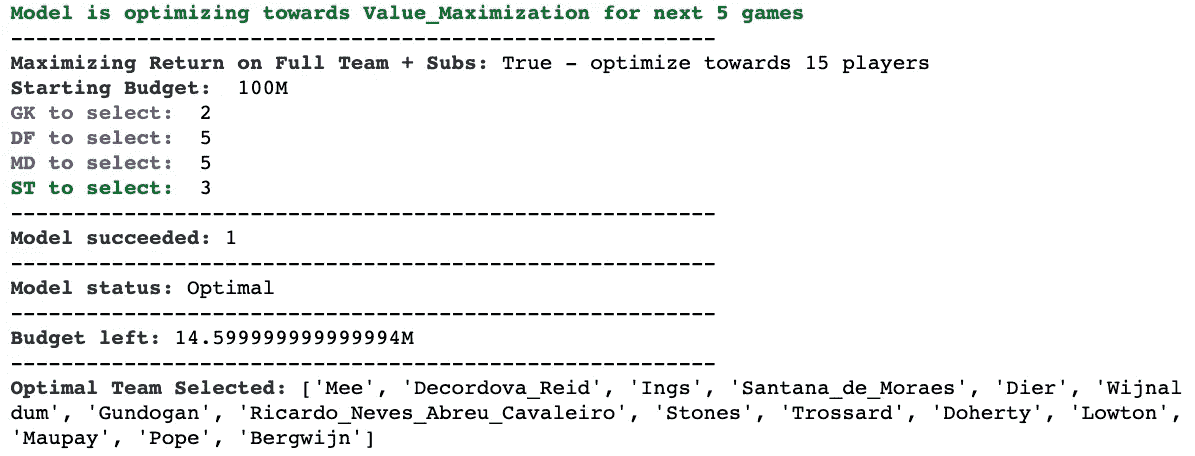 Model is optimizing towards Value_Maximization for next 5 games
--------------------------------------------------------
Maximizing Return on Full Team + Subs: True - optimize towards 15 players
Starting Budget:  100M
GK to select:  2
DF to select:  5
MD to select:  5
ST to select:  3
--------------------------------------------------------
Model succeeded: 1
--------------------------------------------------------
Model status: Optimal
--------------------------------------------------------
Budget left: 14.599999999999994M
--------------------------------------------------------
Optimal Team Selected: ['Mee', 'Decordova_Reid', 'Ings', 'Santana_de_Moraes', 'Dier', 'Wijnal
dum', 'Gundogan', 'Ricardo_Neves_Abreu_Cavaleiro', 'Stones', 'Trossard', 'Doherty', 'Lowton',
'Maupay', 'Pope', 'Bergwijn']